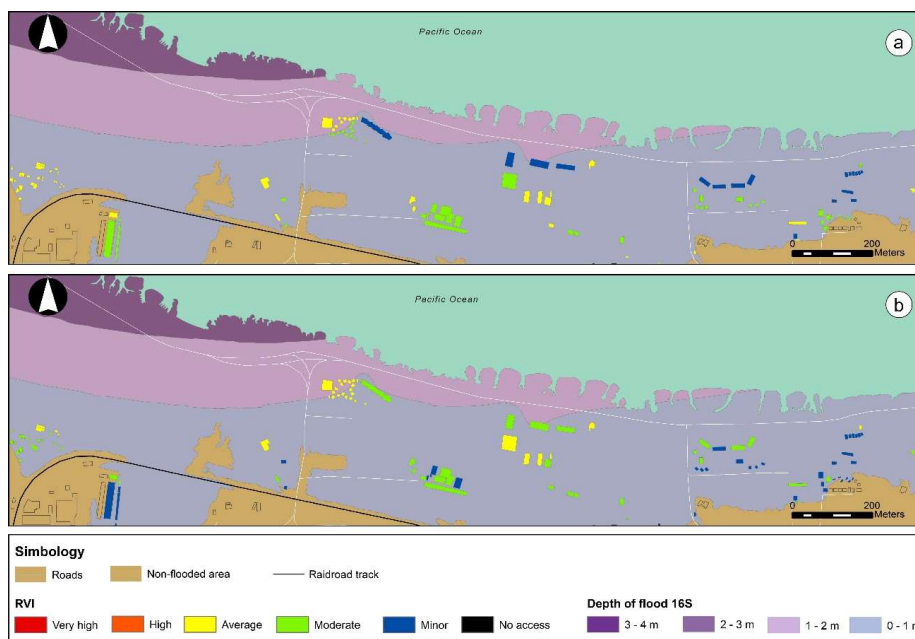 Pacific Ocean
a
0 200
Meters
Pacific Ocean
b
0 200
Meters
Simbology
Roads Non-flooded area Raidroad track
RVI Depth of flood 16S
Very high High Average Moderate Minor No access 3 - 4 m 2 - 3 m 1 - 2 m 0 - 1 m